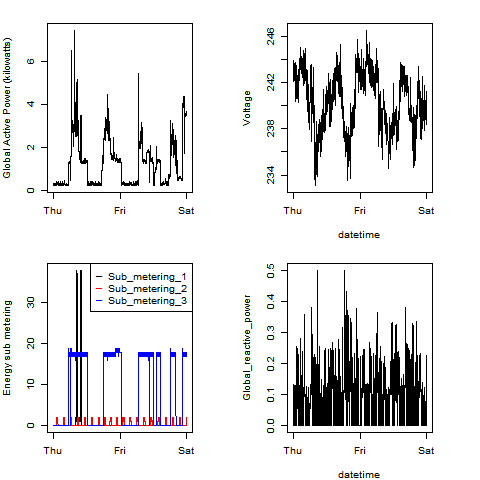 Global Active Power (kilowatts)
6
4
2
0
Thu Fri Sat
Voltage
246
242
238
234
Thu Fri Sat
datetime
Energy sub metering
30
20
10
0
Sub_metering_1
Sub_metering_2
Sub_metering_3
Thu Fri Sat
Global_reactive_power
0.5
0.4
0.3
0.2
0.1
0.0
Thu Fri Sat
datetime